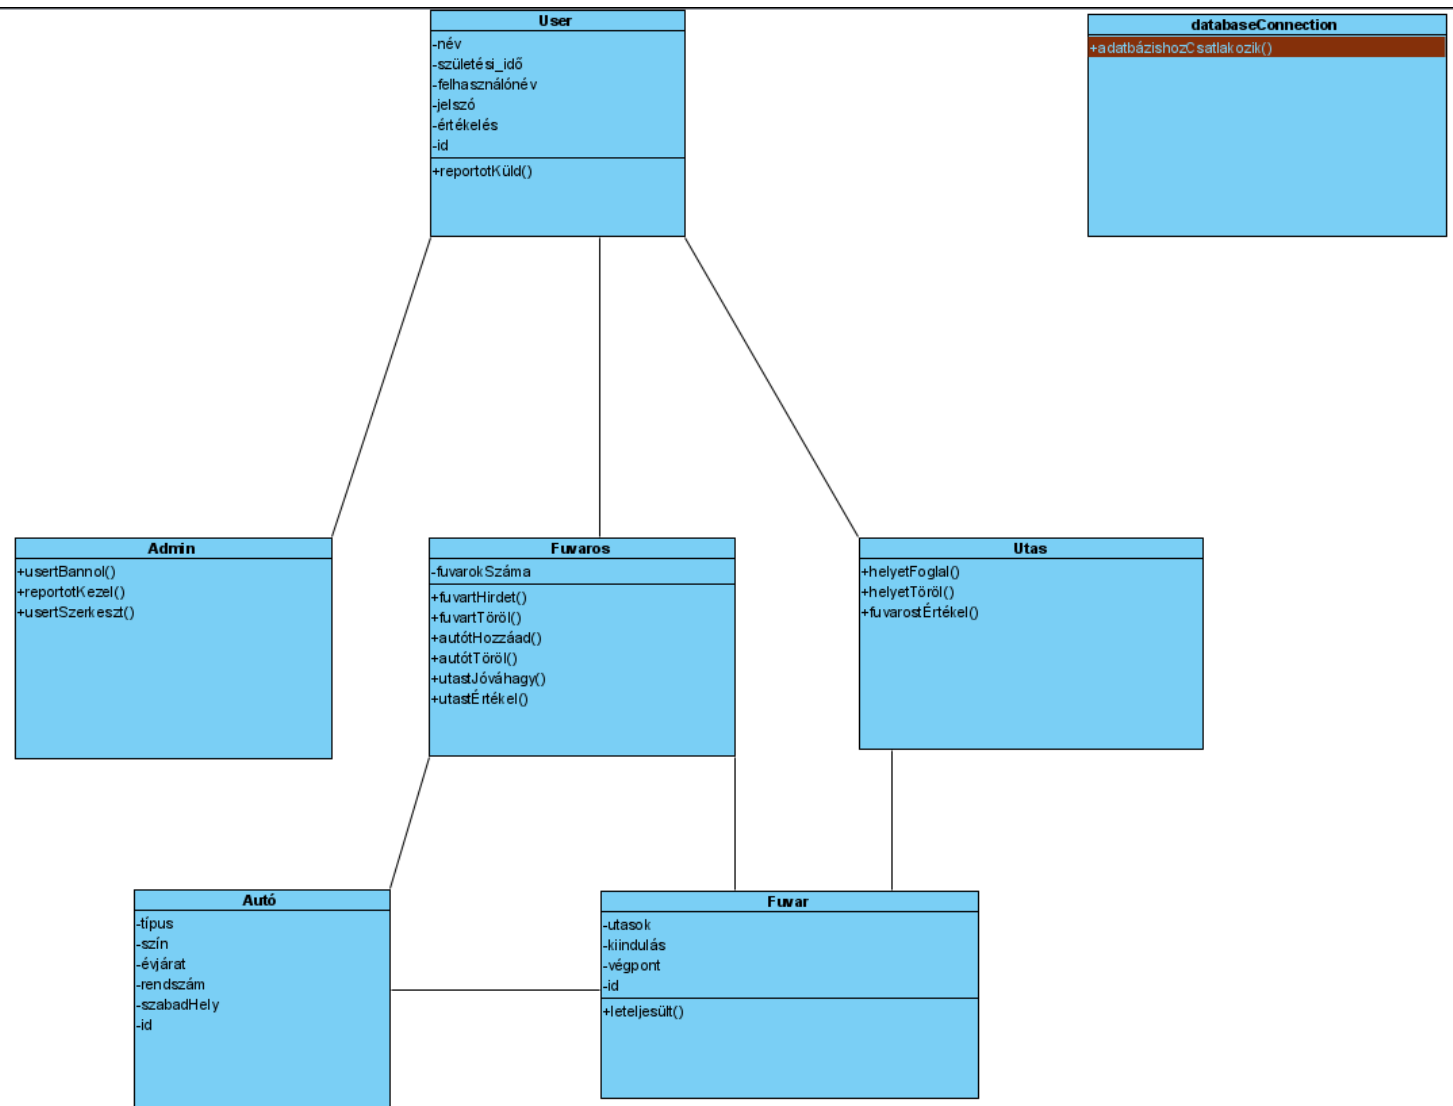 User
-név
-születési_idő
-felhasználónév
-jelszó
-értékelés
-id
+reportotKüld()
databaseConnection
+adatbázishozCsatlakozik()
Admin
+usertBannol()
+reportotKezel()
+usertSzerkeszt()
Fuvaros
-fuvarokSzáma
+fuvartHirdet()
+fuvartTöröl()
+autótHozzáad()
+autótTöröl()
+utastJóváhagy()
+utastÉrtékel()
Utas
+helyetFoglal()
+helyetTöröl()
+fuvarostÉrtékel()
Autó
-típus
-szín
-évjárat
-rendszám
-szabadHely
-id
Fuvar
-utasok
-kiindulás
-végpont
-id
+leteljesült()